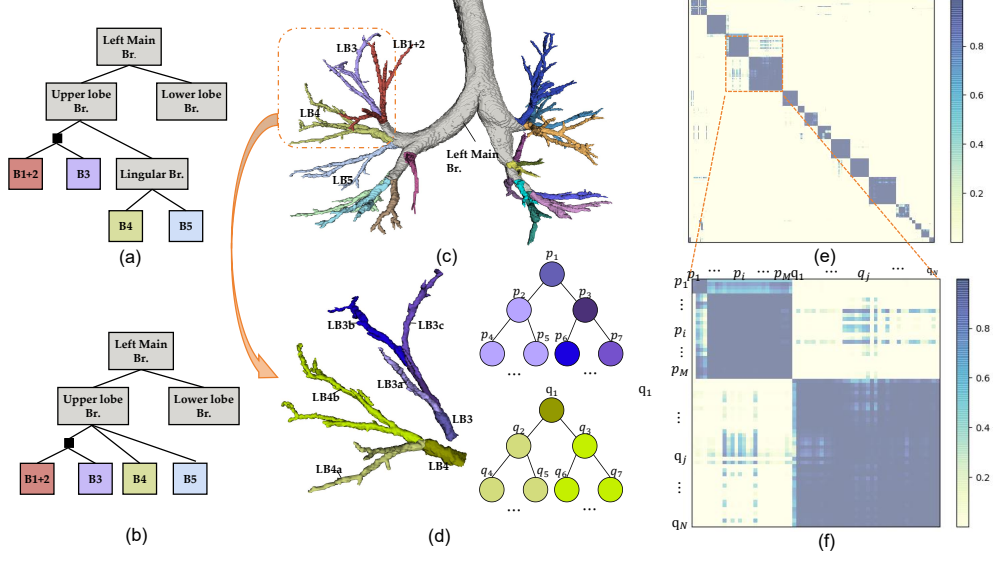 Left Main
Br.
Upper lobe
Br.
Lower lobe
Br.
B1+2
B3
Lingular Br.
B4
B5
(a)
Left Main
Br.
Upper lobe
Br.
Lower lobe
Br.
B1+2
B3
B4
B5
(b)
LB3
LB1+2
LB4
LB5
Left Main
Br.
(c)
LB3b
LB3c
LB3a
LB4b
LB3
LB4
LB4a
p1
p2
p3
p4
p5
p6
p7
...
...
q1
q2
q3
q4
q5
q6
q7
...
...
(d)
q1
0.8
0.6
0.4
0.2
(e)
p1 ... pi ... pM q1 ... qj ... qN
p1
⋮
pi
⋮
pM
⋮
qj
⋮
qN
0.8
0.6
0.4
0.2
(f)